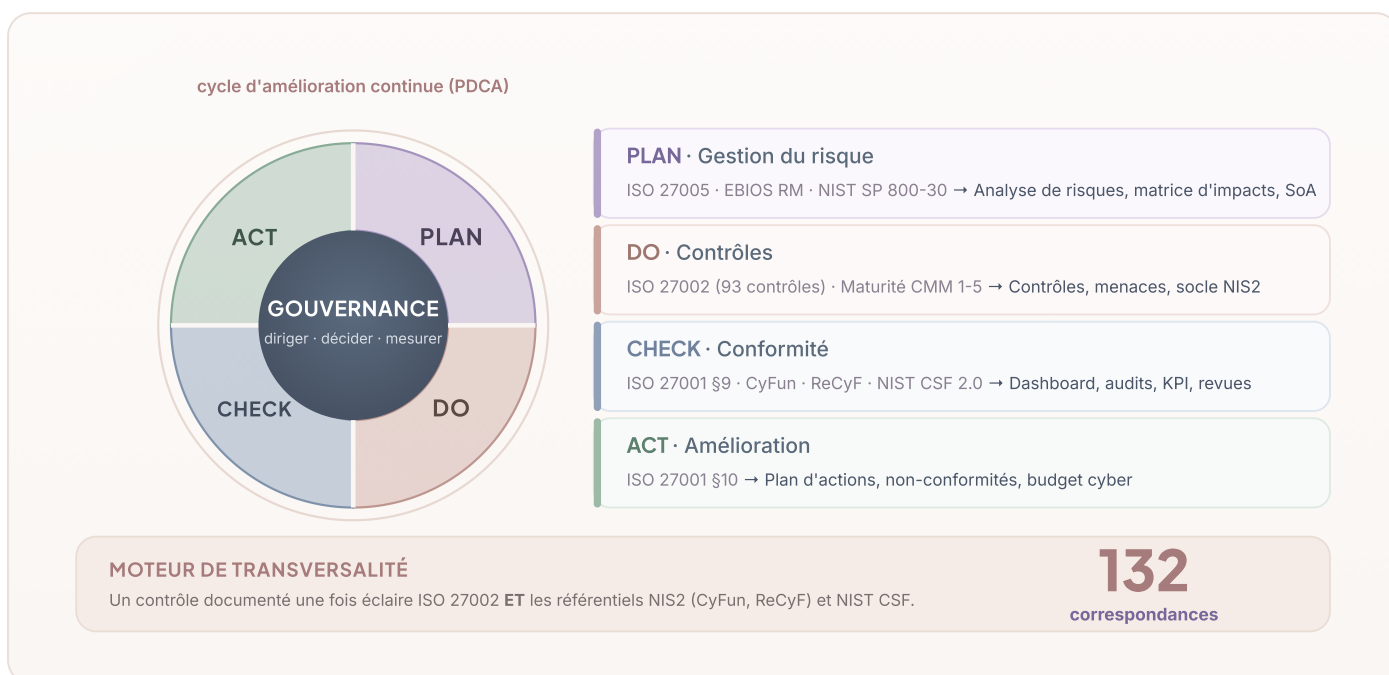 cycle d'amélioration continue (PDCA)
ACT
PLAN
GOUVERNANCE
diriger · décider · mesurer
CHECK
DO
PLAN · Gestion du risque
ISO 27005 · EBIOS RM · NIST SP 800-30 → Analyse de risques, matrice d'impacts, SoA
DO · Contrôles
ISO 27002 (93 contrôles) · Maturité CMM 1-5 → Contrôles, menaces, socle NIS2
CHECK · Conformité
ISO 27001 §9 · CyFun · ReCyF · NIST CSF 2.0 → Dashboard, audits, KPI, revues
ACT · Amélioration
ISO 27001 §10 → Plan d'actions, non-conformités, budget cyber
MOTEUR DE TRANSVERSALITÉ
Un contrôle documenté une fois éclaire ISO 27002 ET les référentiels NIS2 (CyFun, ReCyF) et NIST CSF.
132
correspondances